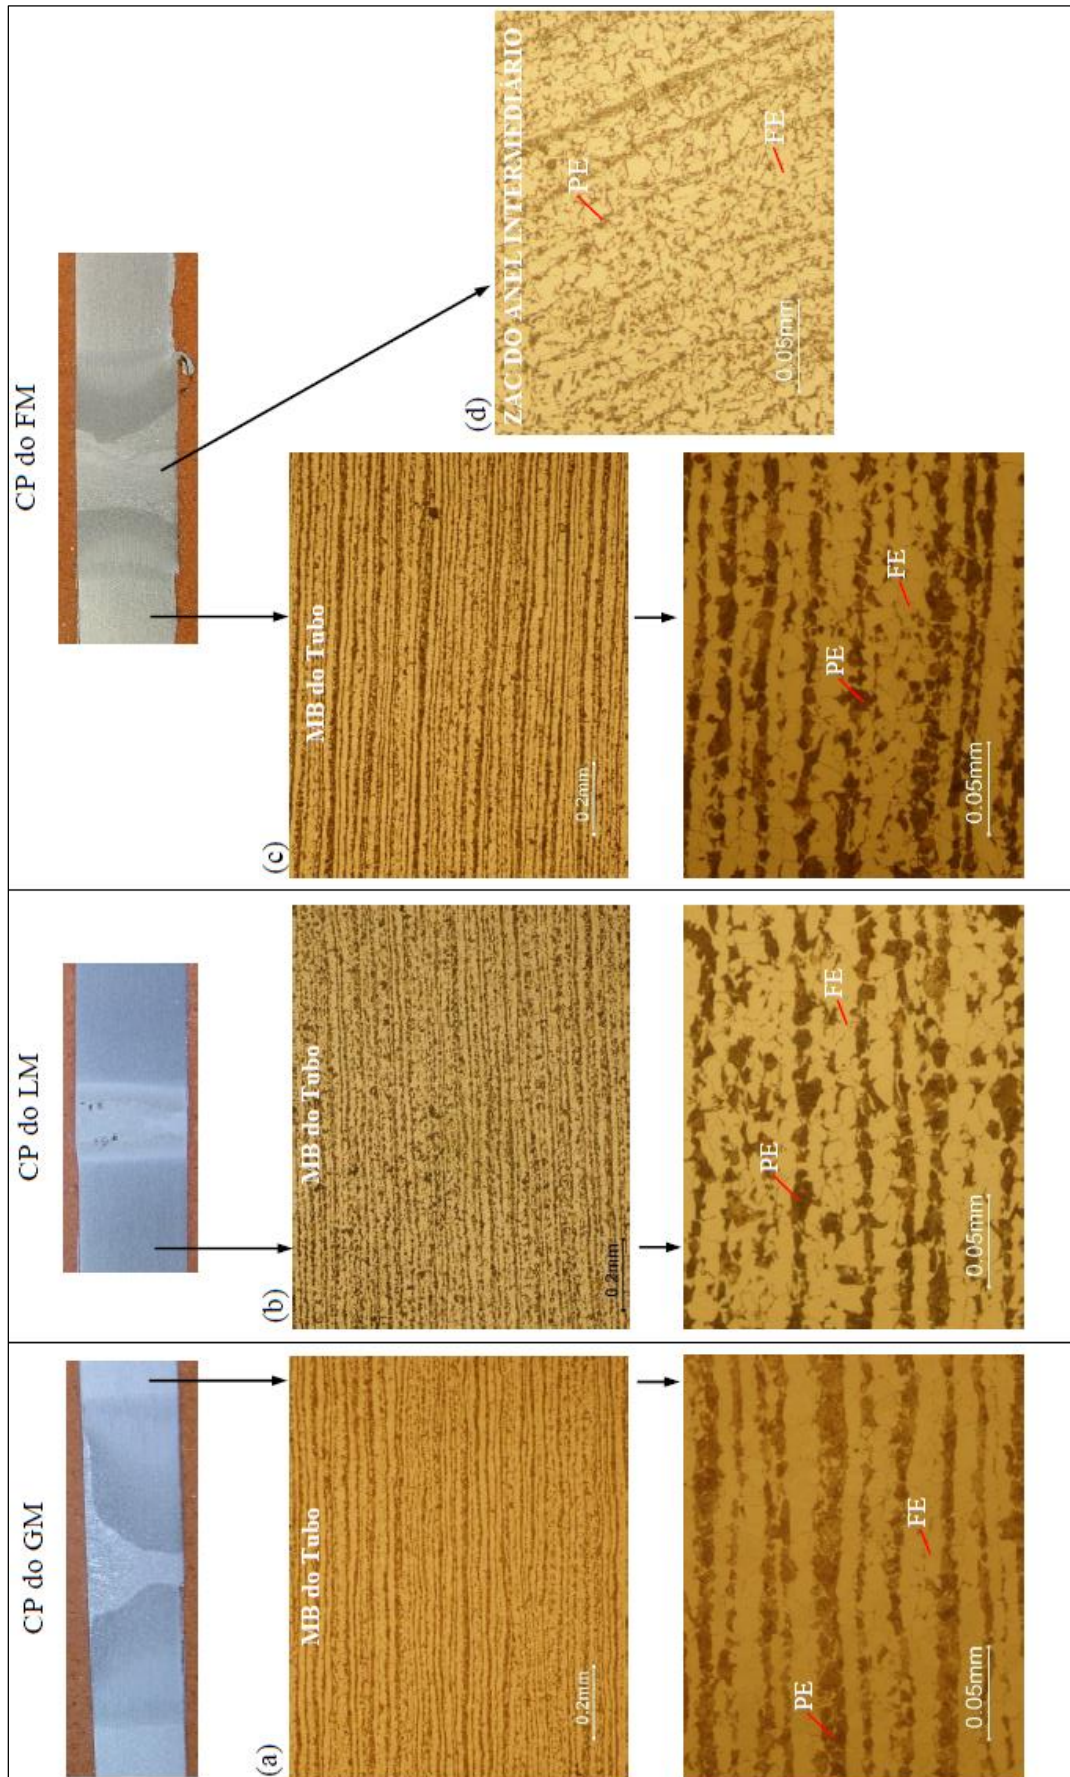 CP do GM
(a)
MB do Tubo
0.2mm
PE
FE
0.05mm
CP do LM
(b)
MB do Tubo
0.2mm
PE
FE
0.05mm
CP do FM
(c)
MB do Tubo
0.2mm
PE
FE
0.05mm
(d)
ZAC DO ANEL INTERMEDIÁRIO
PE
FE
0.05mm